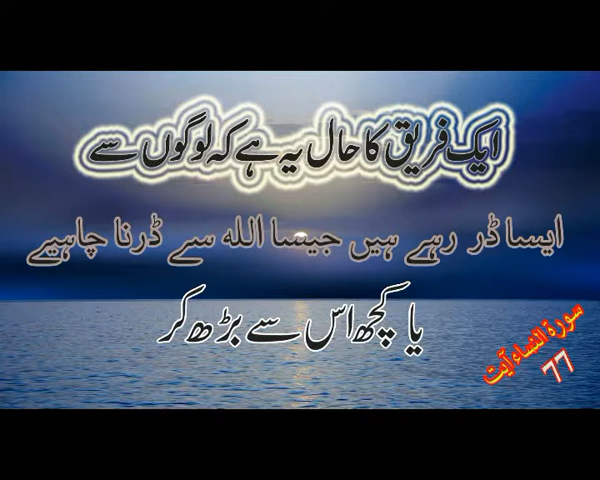 ایک فریق کا حال یہ ہے کہ لوگوں سے
ایسا ڈر رہے ہیں جیسا اللہ سے ڈرنا چاہیے
یا کچھ اس سے بڑھ کر
سورة النساء آیت
77